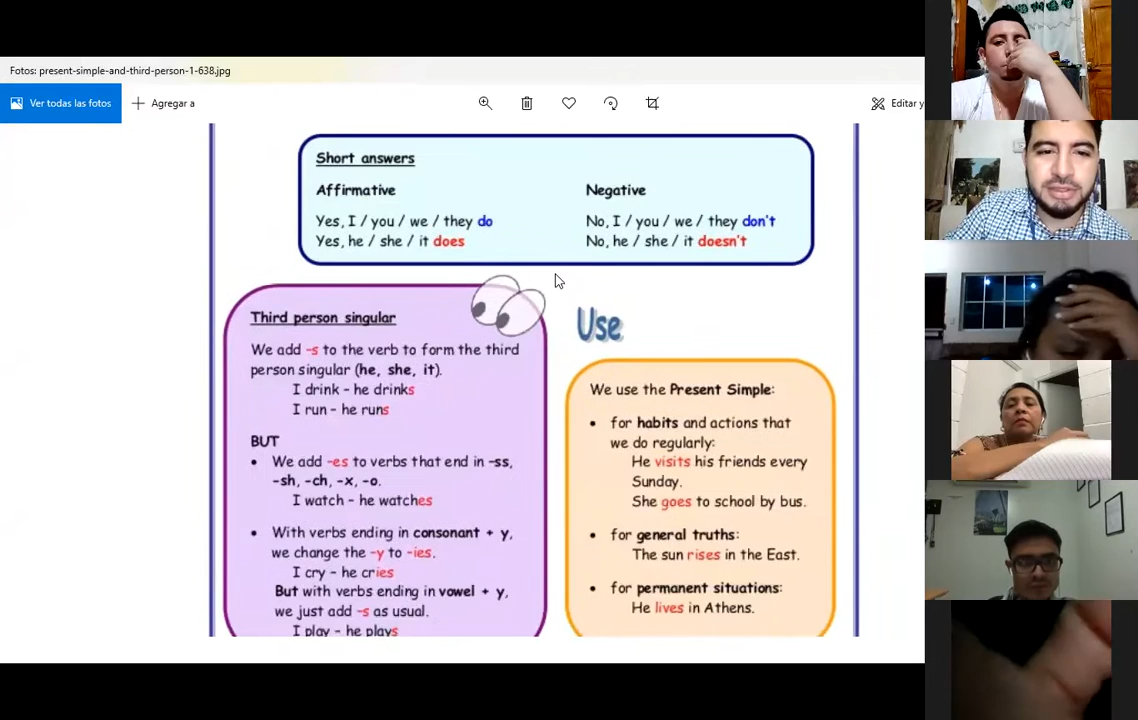 Fotos: present-simple-and-third-person-1-638.jpg
Ver todas las fotos
Agregar a
Editar y
Short answers
Affirmative
Negative
Yes, I / you / we / they do
No, I / you / we / they don't
Yes, he / she / it does
No, he / she / it doesn't
Third person singular
We add -s to the verb to form the third
person singular (he, she, it).
I drink – he drinks
I run – he runs
BUT
• We add -es to verbs that end in -ss,
-sh, -ch, -x, -o.
I watch – he watches
• With verbs ending in consonant + y,
we change the -y to -ies.
I cry – he cries
But with verbs ending in vowel + y,
we just add -s as usual.
I play – he plays
Use
We use the Present Simple:
• for habits and actions that
we do regularly:
He visits his friends every
Sunday.
She goes to school by bus.
• for general truths:
The sun rises in the East.
• for permanent situations:
He lives in Athens.